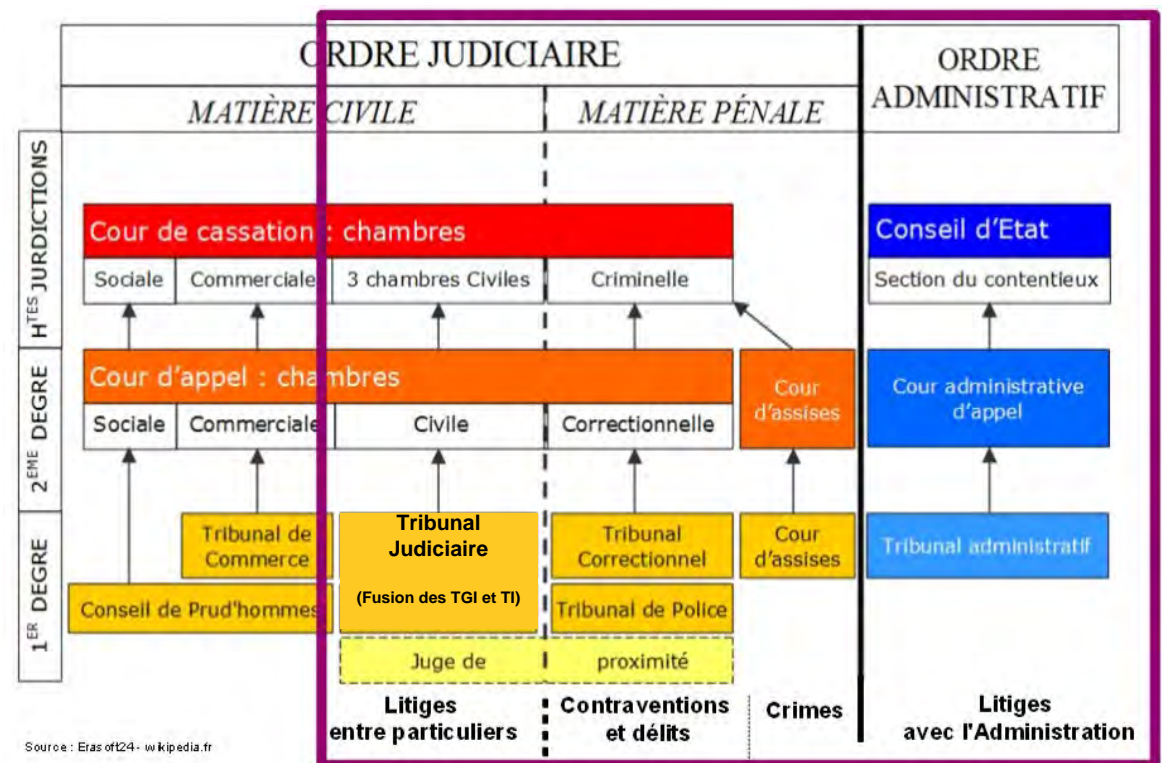 ORDRE JUDICIAIRE
ORDRE
ADMINISTRATIF
MATIÈRE CIVILE
MATIÈRE PÉNALE
HTES JURDICTIONS
Cour de cassation : chambres
Conseil d'Etat
Sociale
Commerciale
3 chambres Civiles
Criminelle
Section du contentieux
2EME DEGRE
Cour d'appel : chambres
Cour
d'assises
Cour administrative
d'appel
Sociale
Commerciale
Civile
Correctionnelle
1ER DEGRE
Tribunal de
Commerce
Tribunal
Judiciaire
(Fusion des TGI et TI)
Tribunal
Correctionnel
Cour
d'assises
Tribunal administratif
Conseil de Prud'hommes
Tribunal de Police
Juge de
proximité
Litiges
entre particuliers
Contraventions
et délits
Crimes
Litiges
avec l'Administration
Source : Erasoft24 - wikipedia.fr